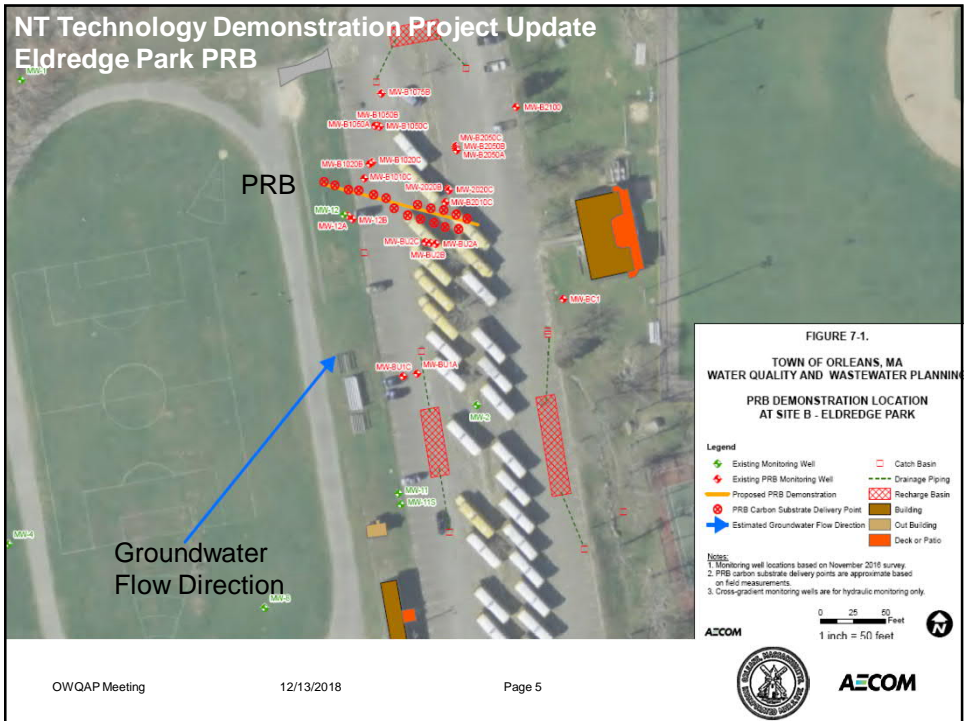 NT Technology Demonstration Project Update
Eldredge Park PRB
MW-1
MW-B1075B
MW-B2100
MW-B1050B
MW-B1050A
MW-B1050C
MW-B2050C
MW-B2050B
MW-B2050A
MW-B1020B
MW-B1020C
MW-B1010C
MW-2020B
MW-2020C
MW-B2010C
PRB
MW-12
MW-12A
MW-12B
MW-BU2C
MW-BU2A
MW-BU2B
MW-BC1
MW-BU1C
MW-BU1A
MW-2
MW-11
MW-11S
MW-4
Groundwater
Flow Direction
FIGURE 7-1.
TOWN OF ORLEANS, MA
WATER QUALITY AND WASTEWATER PLANNING
PRB DEMONSTRATION LOCATION
AT SITE B - ELDREDGE PARK
Legend
Existing Monitoring Well
Existing PRB Monitoring Well
Proposed PRB Demonstration
PRB Carbon Substrate Delivery Point
Estimated Groundwater Flow Direction
Catch Basin
Drainage Piping
Recharge Basin
Building
Out Building
Deck or Patio
Notes:
1. Monitoring well locations based on November 2016 survey.
2. PRB carbon substrate delivery points are approximate based
on field measurements.
3. Cross-gradient monitoring wells are for hydraulic monitoring only.
AECOM
0 25 50
Feet
1 inch = 50 feet
N
OWQAP Meeting 12/13/2018 Page 5
AECOM